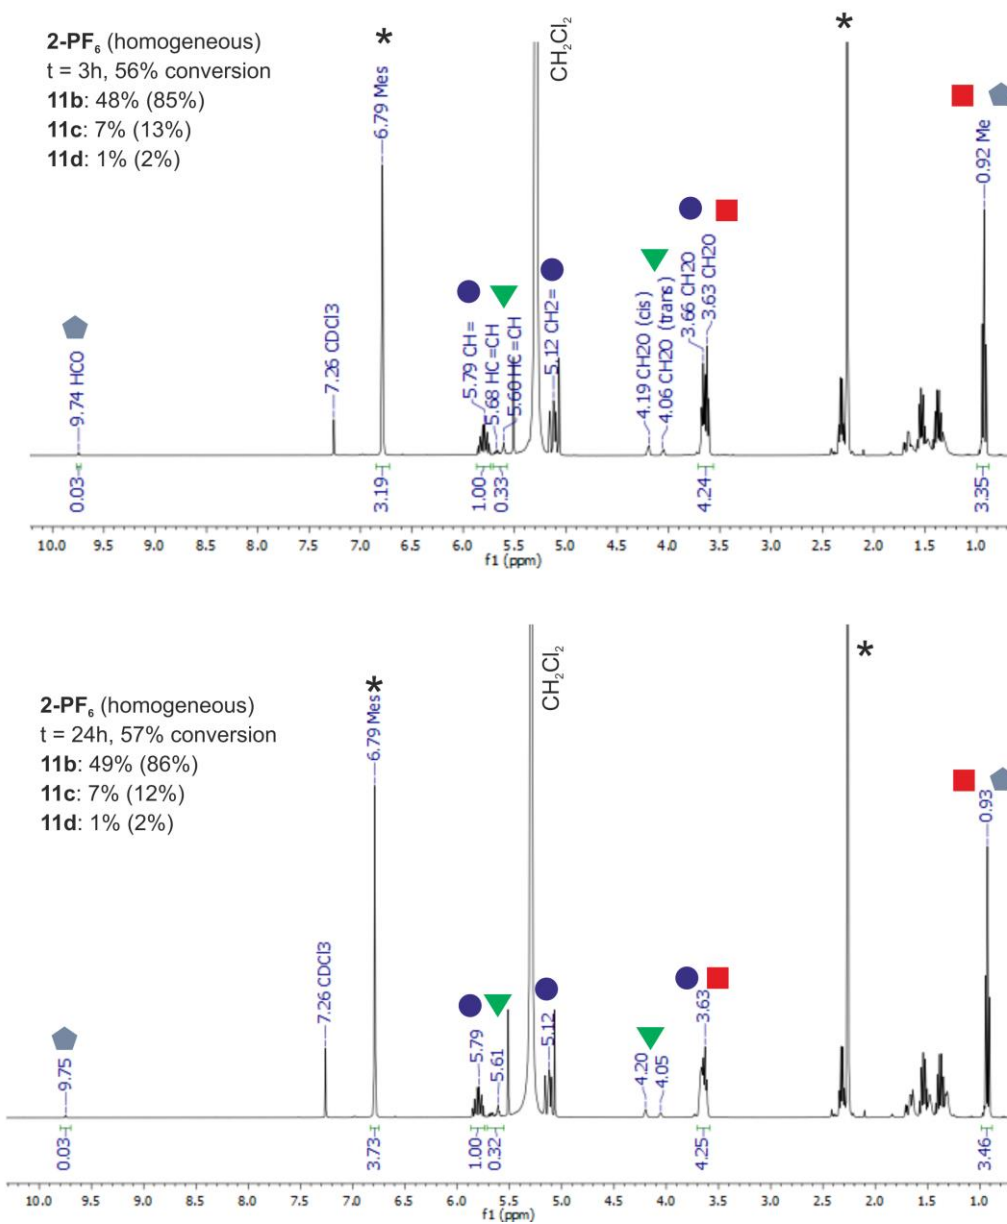 2-PF₆ (homogeneous)
t = 3h, 56% conversion
11b: 48% (85%)
11c: 7% (13%)
11d: 1% (2%)
*
CH₂Cl₂
*
9.74 HCO
7.26 CDCl3
6.79 Mes
5.79 CH=
5.68 HC=CH
5.60 HC=CH
5.12 CH2=
4.19 CH2O (cis)
4.06 CH2O (trans)
3.66 CH2O
3.63 CH2O
0.92 Me
0.03
3.19
1.00
0.33
4.24
3.35
10.0 9.5 9.0 8.5 8.0 7.5 7.0 6.5 6.0 5.5 5.0 4.5 4.0 3.5 3.0 2.5 2.0 1.5 1.0
f1 (ppm)
2-PF₆ (homogeneous)
t = 24h, 57% conversion
11b: 49% (86%)
11c: 7% (12%)
11d: 1% (2%)
*
CH₂Cl₂
*
9.75
7.26 CDCl3
6.79 Mes
5.79
5.61
5.12
4.20
4.05
3.63
0.93
0.03
3.73
1.00
0.32
4.25
3.46
10.0 9.5 9.0 8.5 8.0 7.5 7.0 6.5 6.0 5.5 5.0 4.5 4.0 3.5 3.0 2.5 2.0 1.5 1.0
f1 (ppm)